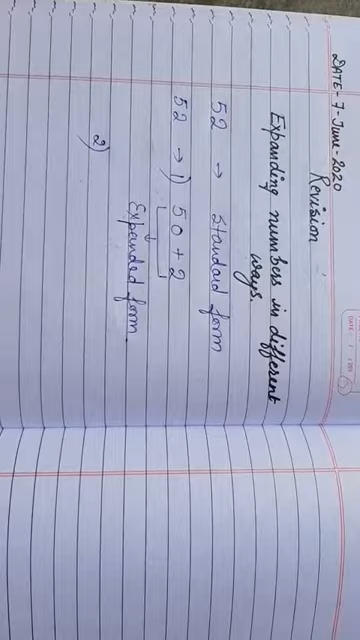 DATE-7-June-2020
Revision
Expanding numbers in different
ways.
52 → Standard form
52 → 1) 50 + 2
Expanded form.
2)